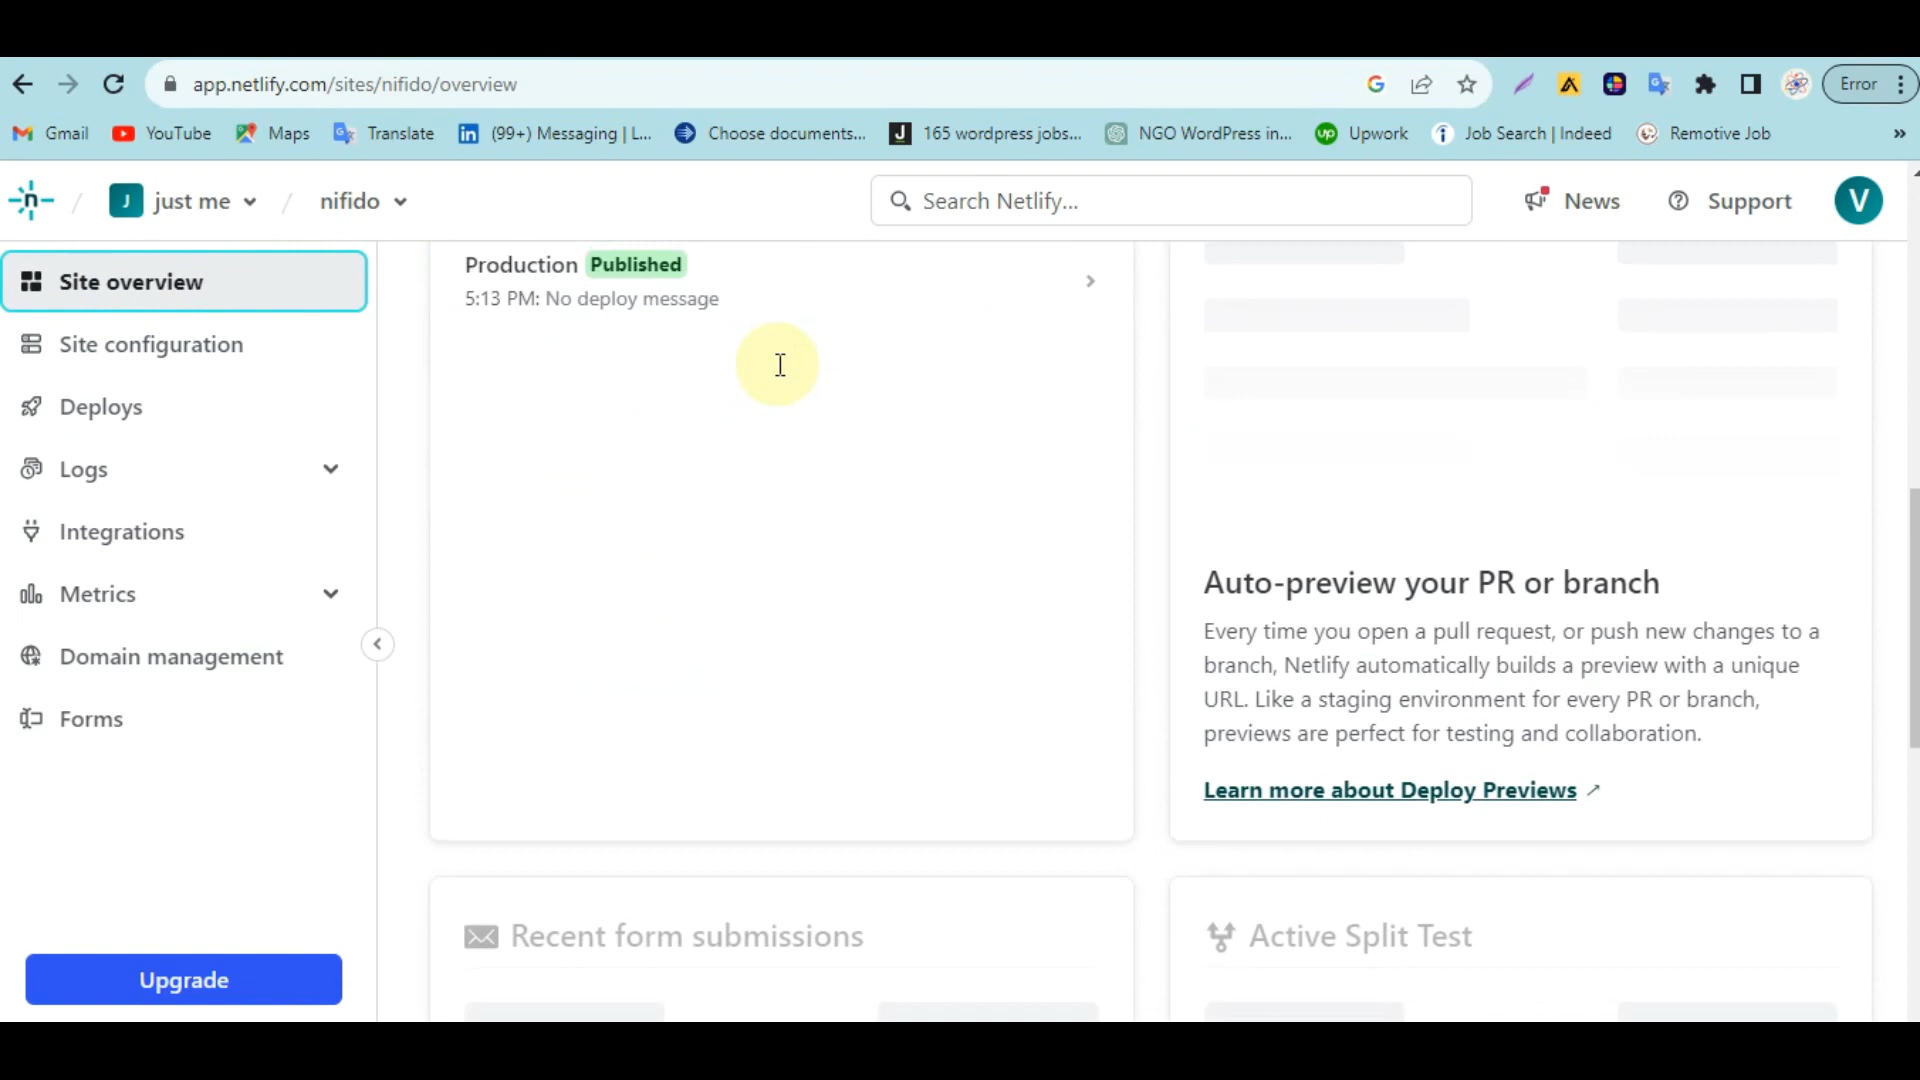 app.netlify.com/sites/nifido/overview
Error
Gmail
YouTube
Maps
Translate
(99+) Messaging | L...
Choose documents...
165 wordpress jobs...
NGO WordPress in...
Upwork
Job Search | Indeed
Remotive Job
»
n / J just me / nifido
Search Netlify...
News
Support
V
Site overview
Site configuration
Deploys
Logs
Integrations
Metrics
Domain management
Forms
Upgrade
Production Published
5:13 PM: No deploy message
Auto-preview your PR or branch
Every time you open a pull request, or push new changes to a
branch, Netlify automatically builds a preview with a unique
URL. Like a staging environment for every PR or branch,
previews are perfect for testing and collaboration.
Learn more about Deploy Previews
Recent form submissions
Active Split Test